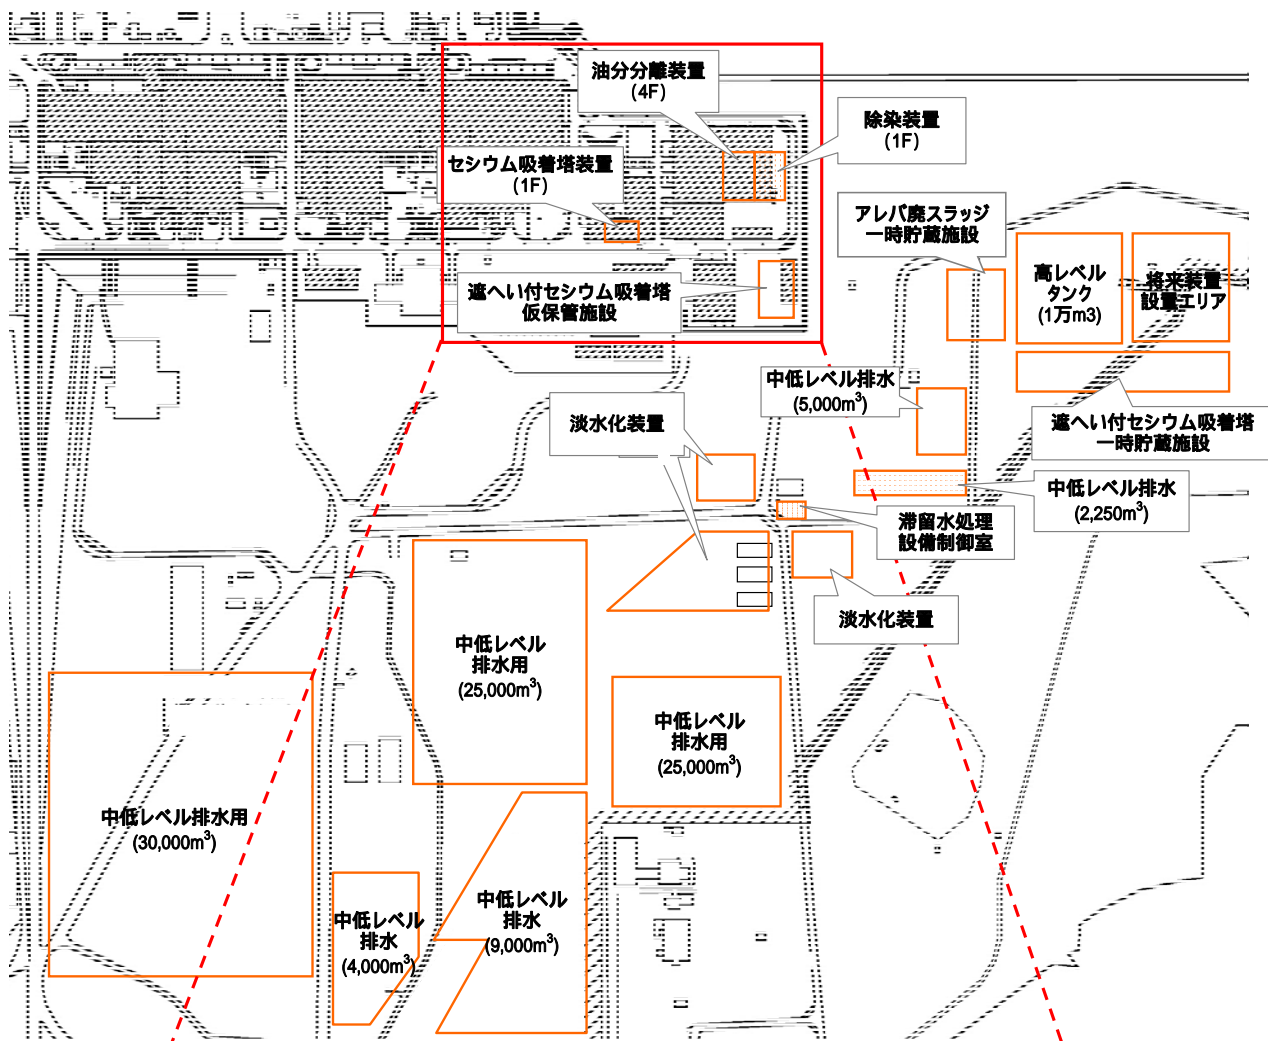 油分分離装置
(4F)
除染装置
(1F)
セシウム吸着塔装置
(1F)
アレバ廃スラッジ
一時貯蔵施設
高レベル
タンク
(1万m3)
将来装置
設置エリア
遮へい付セシウム吸着塔
仮保管施設
中低レベル排水
(5,000m³)
淡水化装置
遮へい付セシウム吸着塔
一時貯蔵施設
中低レベル排水
(2,250m³)
滞留水処理
設備制御室
淡水化装置
中低レベル
排水用
(25,000m³)
中低レベル
排水用
(25,000m³)
中低レベル排水用
(30,000m³)
中低レベル
排水
(4,000m³)
中低レベル
排水
(9,000m³)